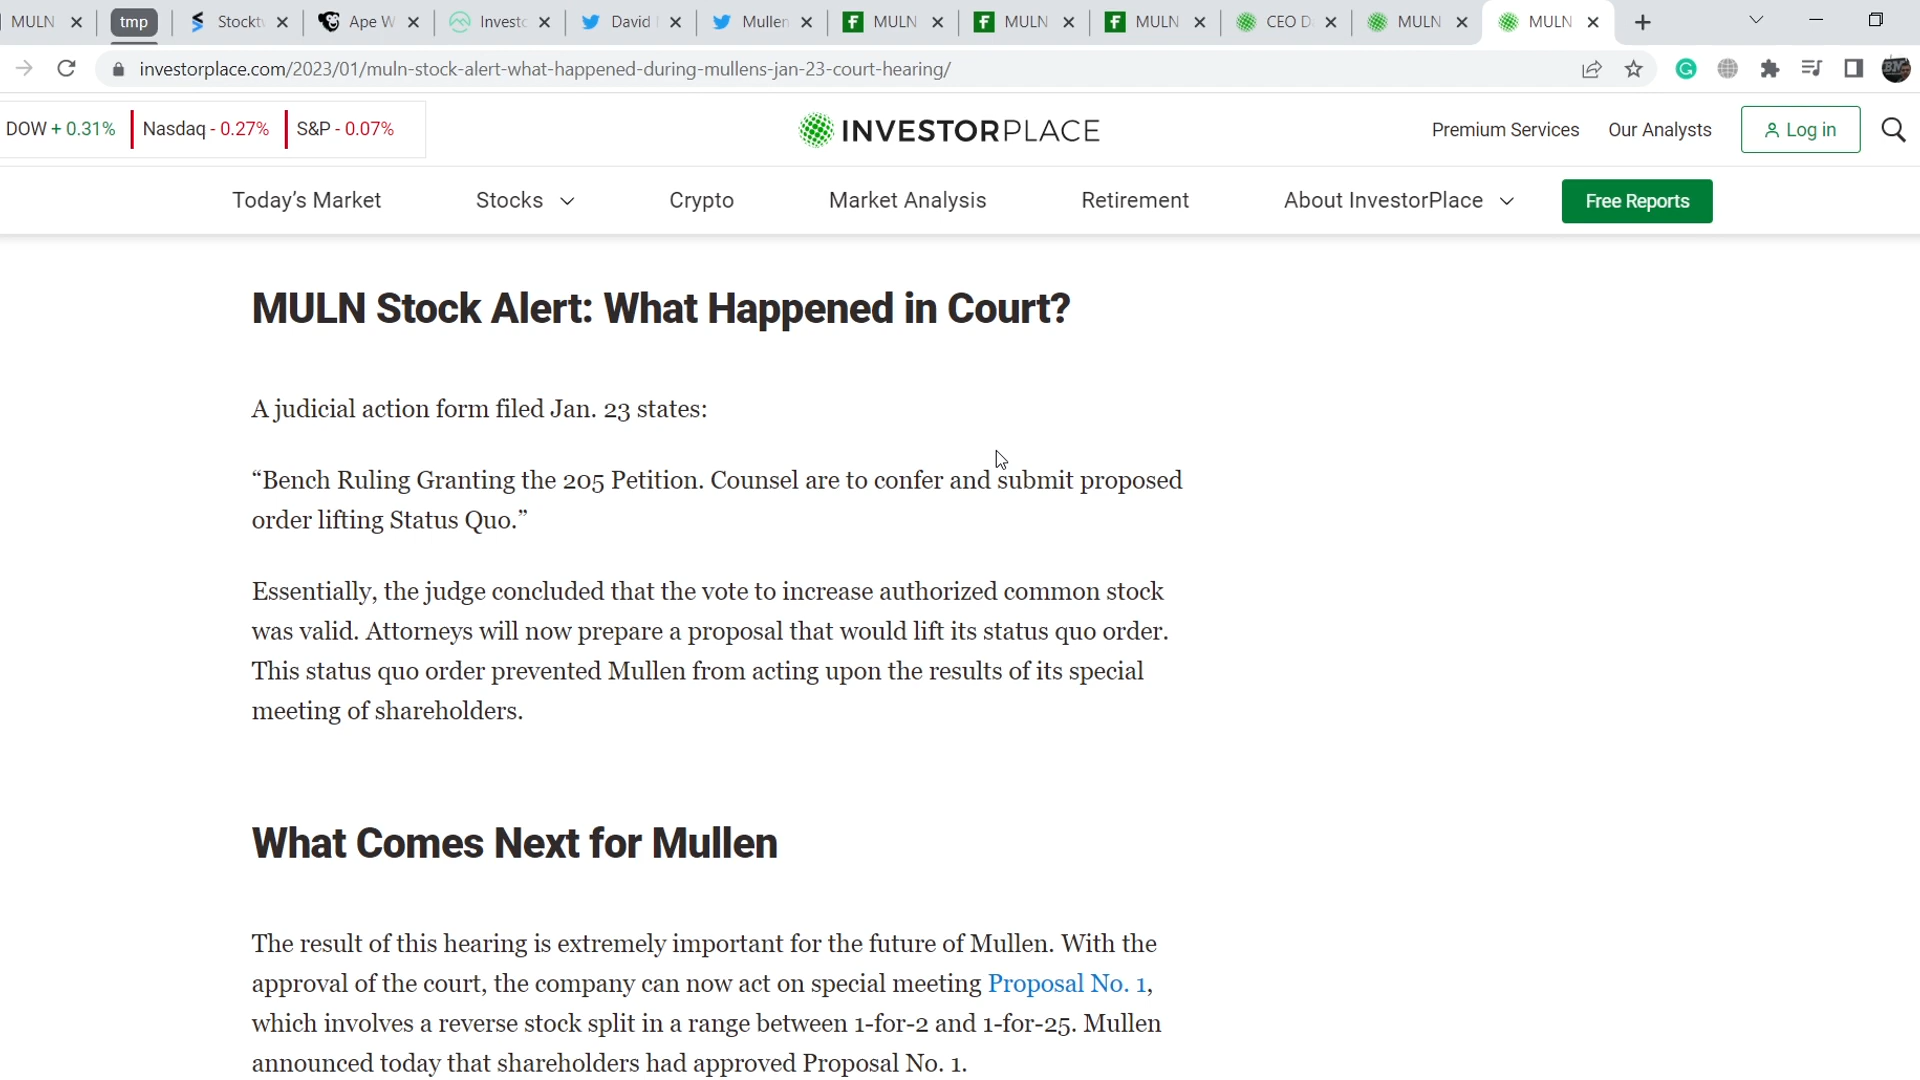 MULN
tmp
Stockt
Ape W
Investo
David
Mullen
MULN
MULN
MULN
CEO D
MULN
MULN
investorplace.com/2023/01/muln-stock-alert-what-happened-during-mullens-jan-23-court-hearing/
DOW + 0.31% Nasdaq - 0.27% S&P - 0.07%
INVESTORPLACE
Premium Services Our Analysts Log in
Today's Market Stocks Crypto Market Analysis Retirement About InvestorPlace Free Reports
MULN Stock Alert: What Happened in Court?
A judicial action form filed Jan. 23 states:
“Bench Ruling Granting the 205 Petition. Counsel are to confer and submit proposed
order lifting Status Quo.”
Essentially, the judge concluded that the vote to increase authorized common stock
was valid. Attorneys will now prepare a proposal that would lift its status quo order.
This status quo order prevented Mullen from acting upon the results of its special
meeting of shareholders.
What Comes Next for Mullen
The result of this hearing is extremely important for the future of Mullen. With the
approval of the court, the company can now act on special meeting Proposal No. 1,
which involves a reverse stock split in a range between 1-for-2 and 1-for-25. Mullen
announced today that shareholders had approved Proposal No. 1.